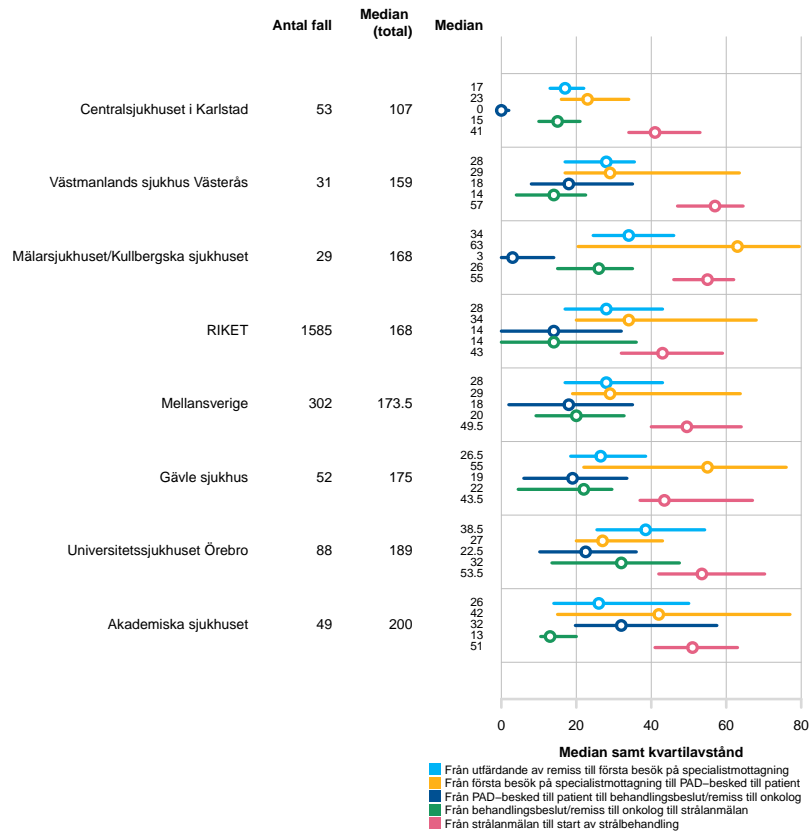 Antal fall Median (total) Median
17
23
Centralsjukhuset i Karlstad 53 107 0
15
41
28
29
Västmanlands sjukhus Västerås 31 159 18
14
57
34
63
Mälarsjukhuset/Kullbergska sjukhuset 29 168 3
26
55
28
34
RIKET 1585 168 14
14
43
28
29
Mellansverige 302 173.5 18
20
49.5
26.5
55
Gävle sjukhus 52 175 19
22
43.5
38.5
27
Universitetssjukhuset Örebro 88 189 22.5
32
53.5
26
42
Akademiska sjukhuset 49 200 32
13
51
0 20 40 60 80
Median samt kvartilavstånd
Från utfärdande av remiss till första besök på specialistmottagning
Från första besök på specialistmottagning till PAD–besked till patient
Från PAD–besked till patient till behandlingsbeslut/remiss till onkolog
Från behandlingsbeslut/remiss till onkolog till strålanmälan
Från strålanmälan till start av strålbehandling